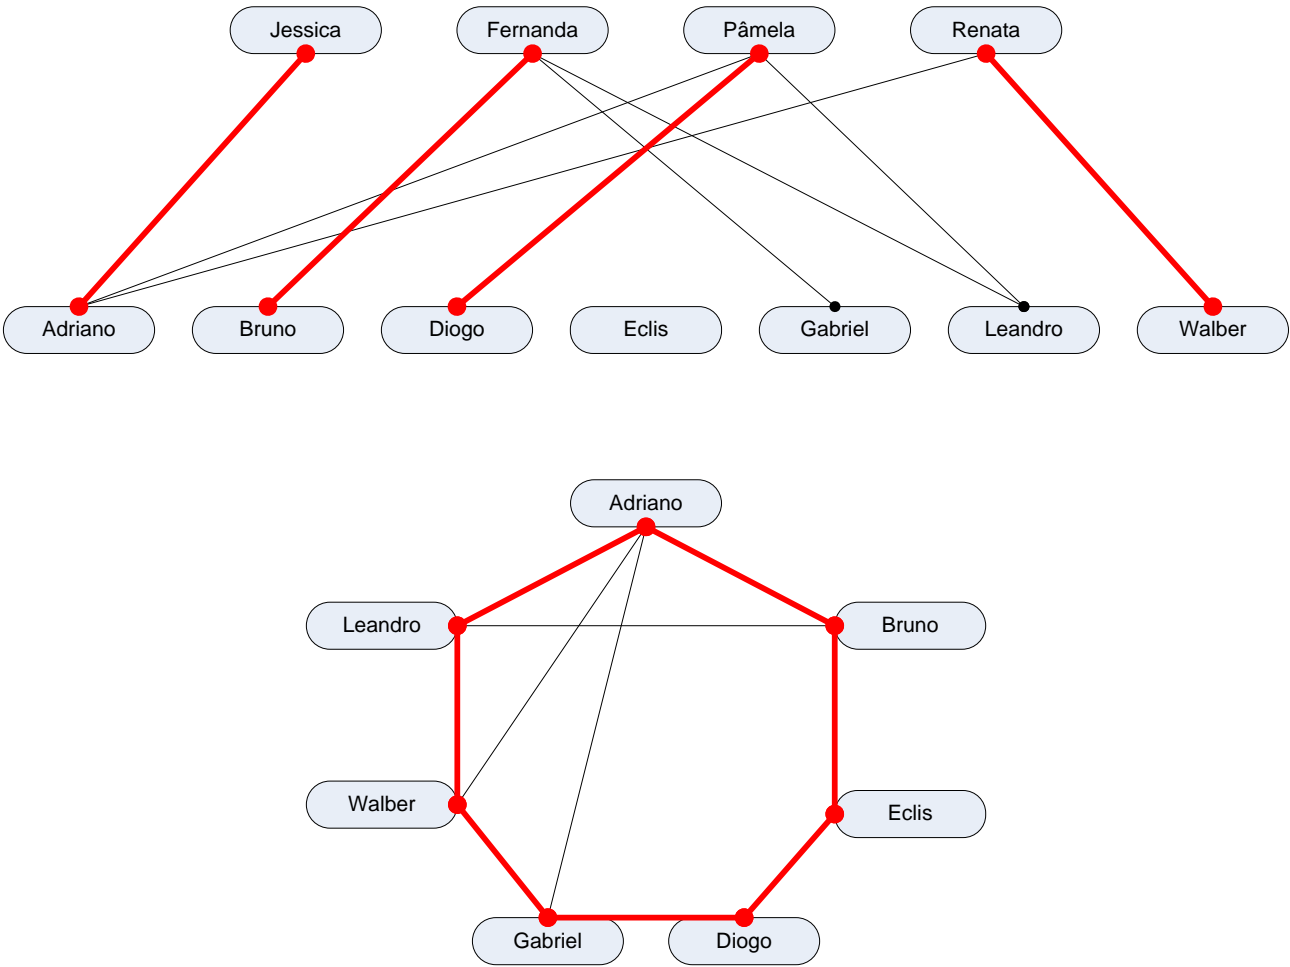 Jessica
Fernanda
Pâmela
Renata
Adriano
Bruno
Diogo
Eclis
Gabriel
Leandro
Walber
Adriano
Leandro
Bruno
Walber
Eclis
Gabriel
Diogo